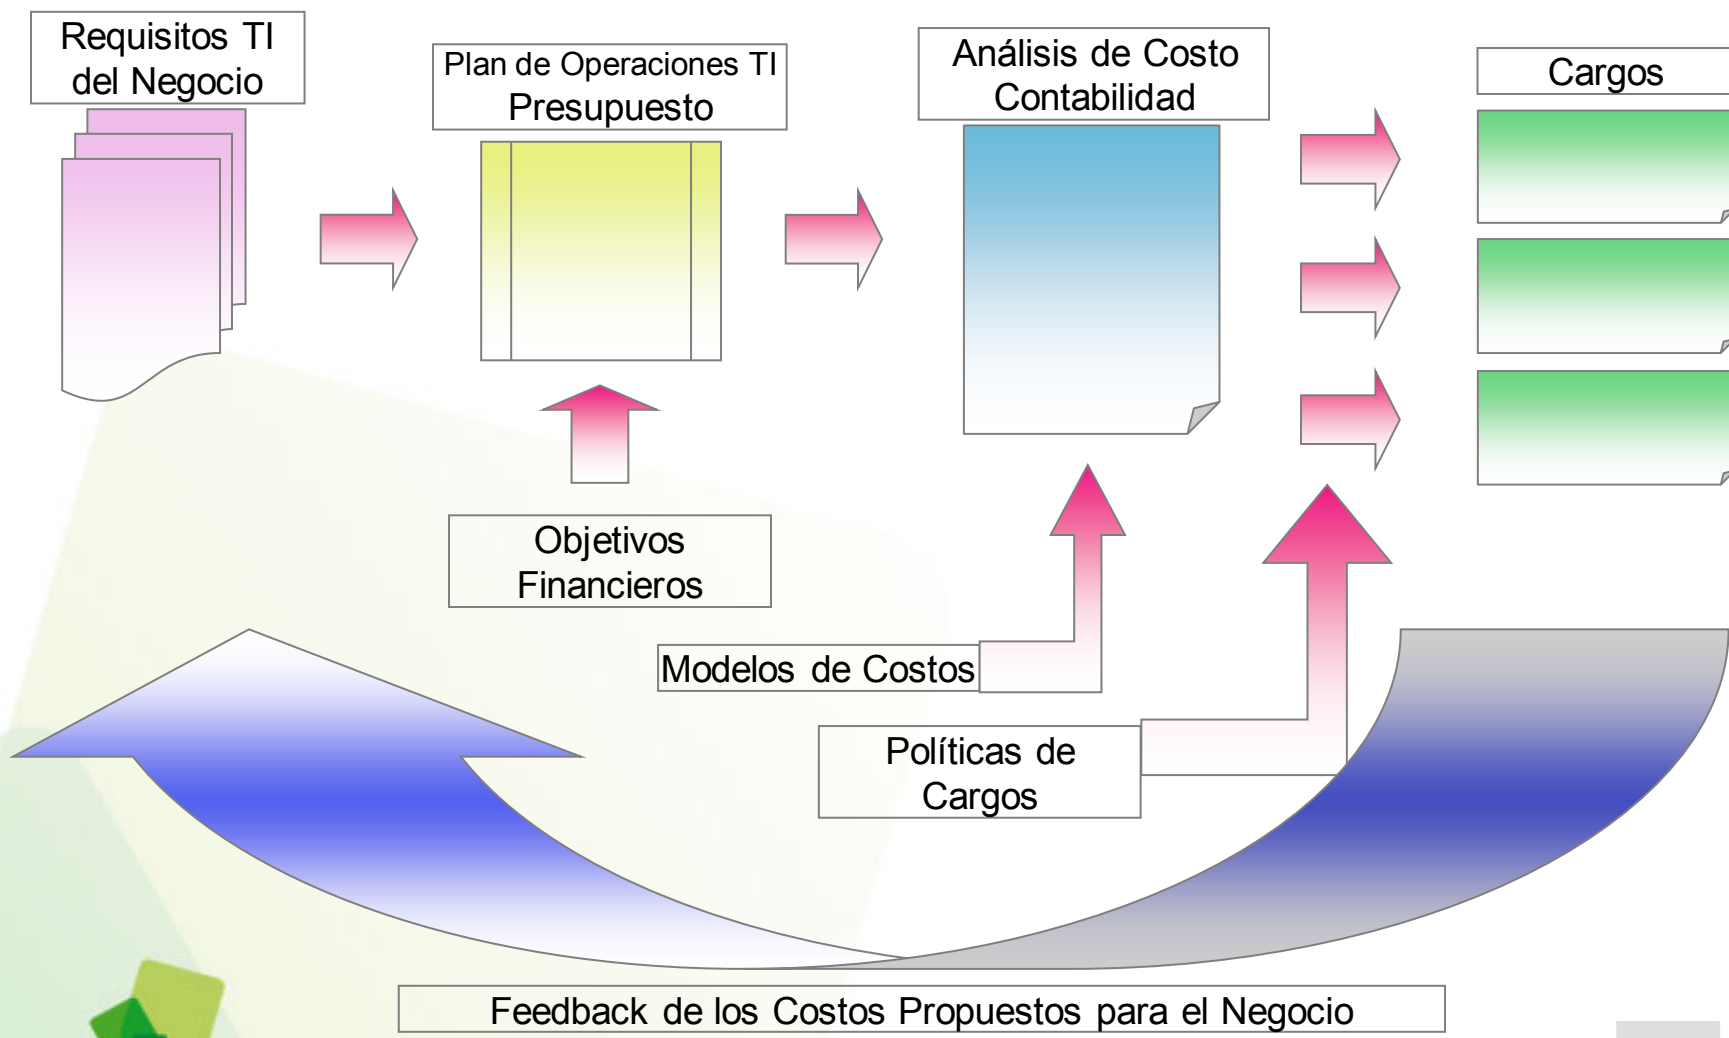 Requisitos TI
del Negocio
Plan de Operaciones TI
Presupuesto
Análisis de Costo
Contabilidad
Cargos
Objetivos
Financieros
Modelos de Costos
Políticas de
Cargos
Feedback de los Costos Propuestos para el Negocio